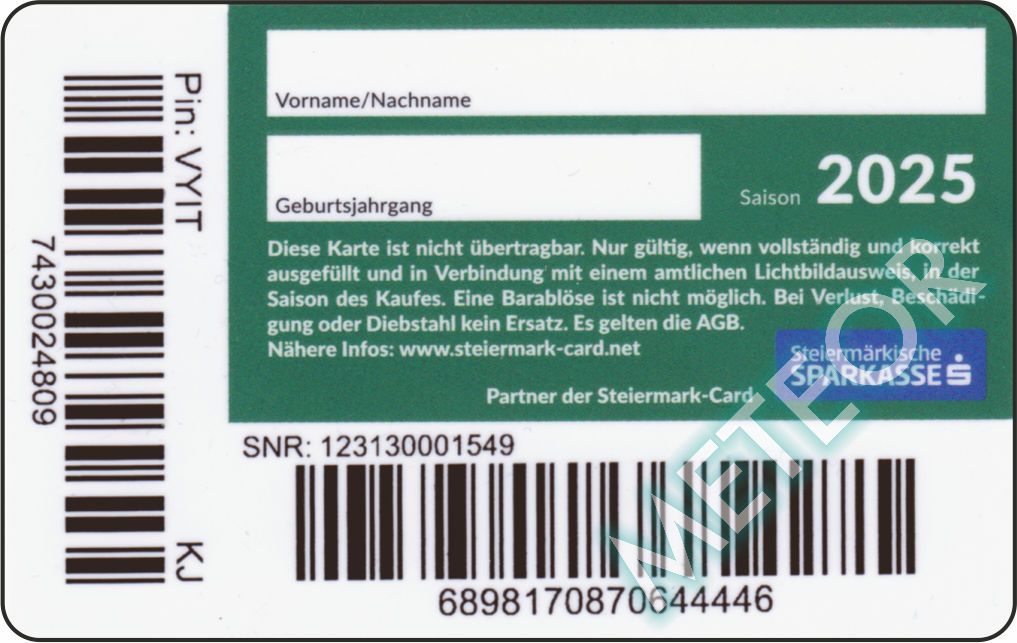 Pin: VYIT
KJ
74300024809
Vorname/Nachname
Geburtsjahrgang
Saison 2025
Diese Karte ist nicht übertragbar. Nur gültig, wenn vollständig und korrekt
ausgefüllt und in Verbindung mit einem amtlichen Lichtbildausweis, in der
Saison des Kaufes. Eine Barablöse ist nicht möglich. Bei Verlust, Beschädi-
gung oder Diebstahl kein Ersatz. Es gelten die AGB.
Nähere Infos: www.steiermark-card.net
Steiermärkische
SPARKASSE
Partner der Steiermark-Card
SNR: 123130001549
6898170870644446
METEOR